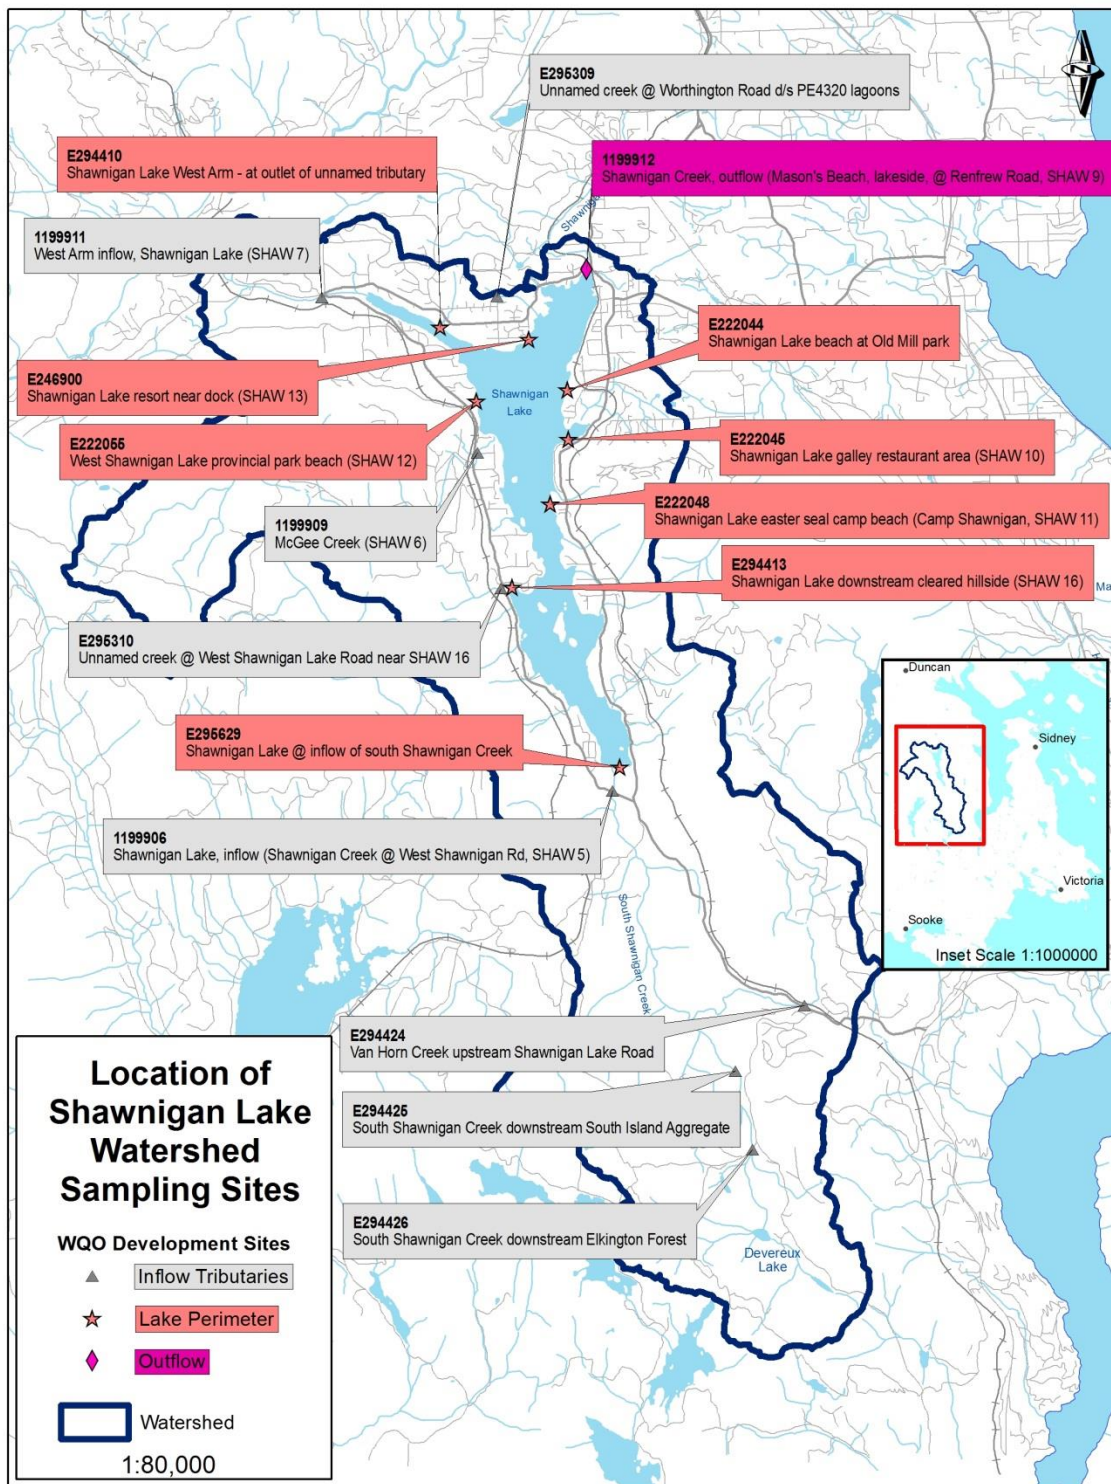 N
E295309
Unnamed creek @ Worthington Road d/s PE4320 lagoons
E294410
Shawnigan Lake West Arm - at outlet of unnamed tributary
1199912
Shawnigan Creek, outflow (Mason's Beach, lakeside, @ Renfrew Road, SHAW 9)
1199911
West Arm inflow, Shawnigan Lake (SHAW 7)
E222044
Shawnigan Lake beach at Old Mill park
E246900
Shawnigan Lake resort near dock (SHAW 13)
Shawnigan
Lake
E222055
West Shawnigan Lake provincial park beach (SHAW 12)
E222045
Shawnigan Lake galley restaurant area (SHAW 10)
E222048
Shawnigan Lake easter seal camp beach (Camp Shawnigan, SHAW 11)
1199909
McGee Creek (SHAW 6)
E294413
Shawnigan Lake downstream cleared hillside (SHAW 16)
E295310
Unnamed creek @ West Shawnigan Lake Road near SHAW 16
E295629
Shawnigan Lake @ inflow of south Shawnigan Creek
1199906
Shawnigan Lake, inflow (Shawnigan Creek @ West Shawnigan Rd, SHAW 5)
South Shawnigan Creek
Duncan
Sidney
Victoria
Sooke
Inset Scale 1:1000000
E294424
Van Horn Creek upstream Shawnigan Lake Road
E294425
South Shawnigan Creek downstream South Island Aggregate
E294426
South Shawnigan Creek downstream Elkington Forest
Devereux
Lake
Location of
Shawnigan Lake
Watershed
Sampling Sites
WQO Development Sites
Inflow Tributaries
Lake Perimeter
Outflow
Watershed
1:80,000